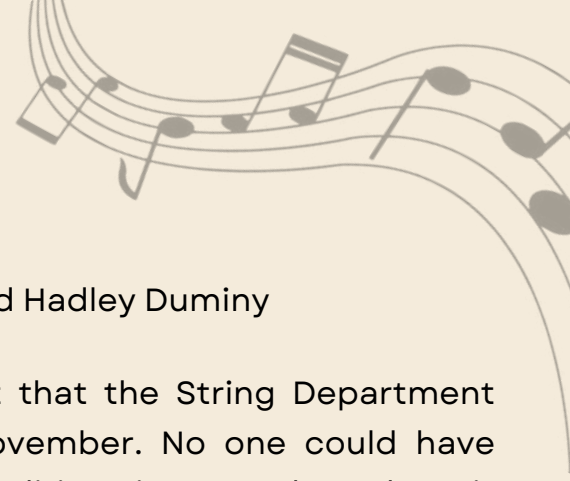 d Hadley Duminy
that the String Department
ovember. No one could have